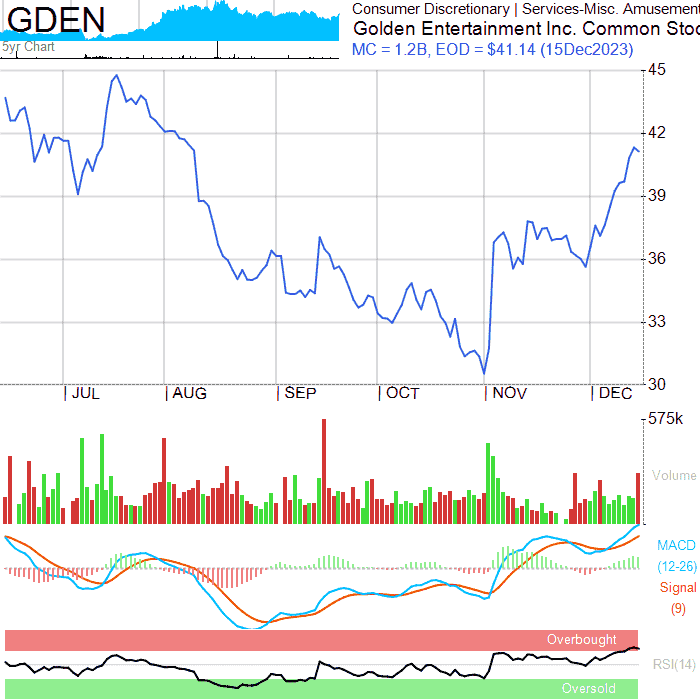 GDEN
5yr Chart
Consumer Discretionary | Services-Misc. Amusement
Golden Entertainment Inc. Common Stoc
MC = 1.2B, EOD = $41.14 (15Dec2023)
45
42
39
36
33
30
JUL AUG SEP OCT NOV DEC
575k
Volume
MACD
(12-26)
Signal
(9)
Overbought
RSI(14)
Oversold